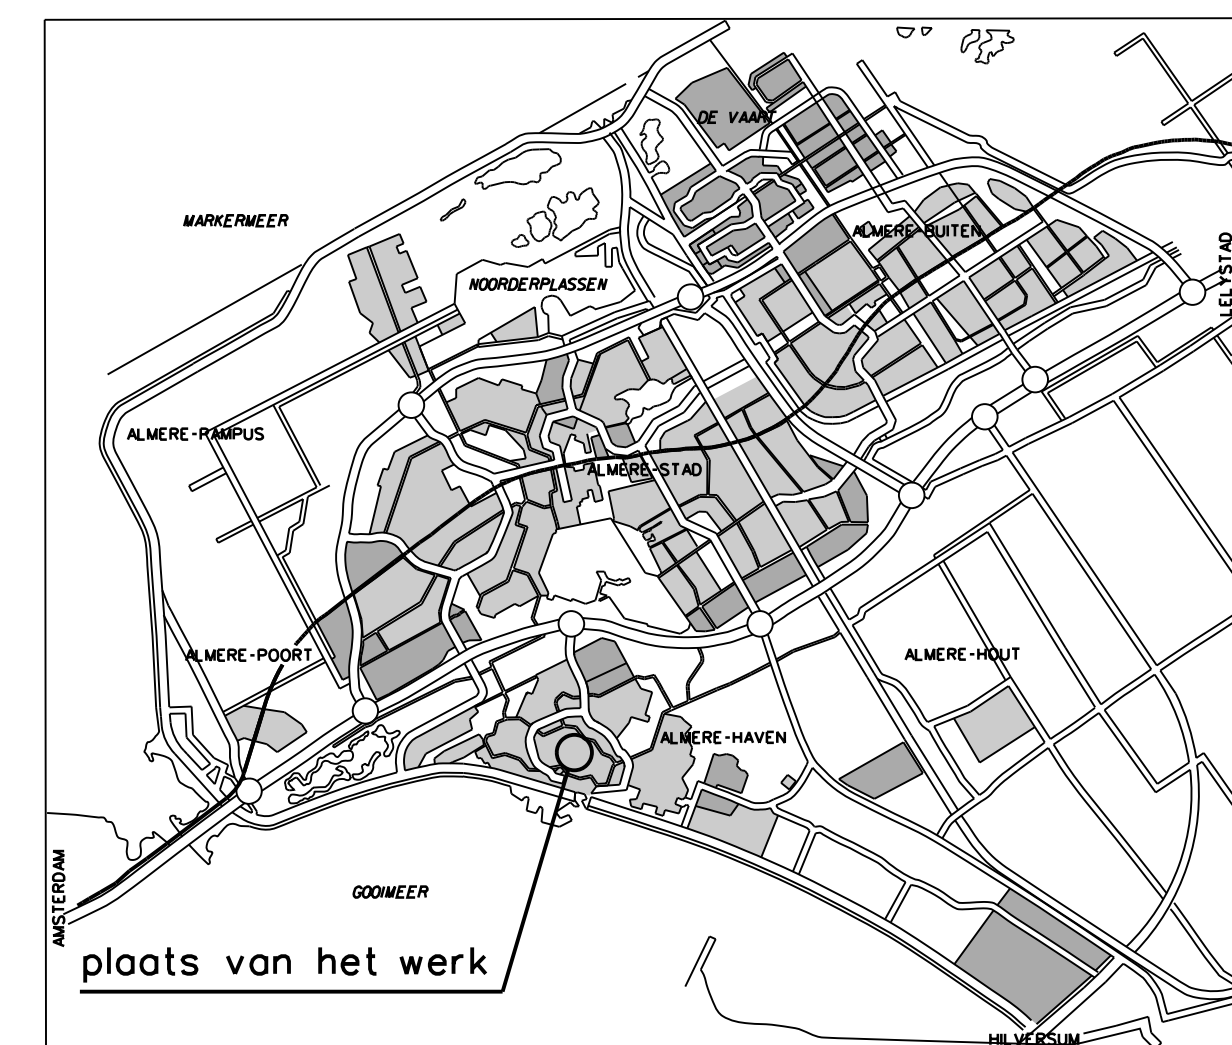 DE VAART
MARKERMEER
ALMERE-BUITEN
LELYSTAD
NOORDERPLASSEN
ALMERE-PAMPUS
ALMERE-STAD
ALMERE-POORT
ALMERE-HOUT
ALMERE-HAVEN
AMSTERDAM
GOOIMEER
plaats van het werk
HILVERSUM